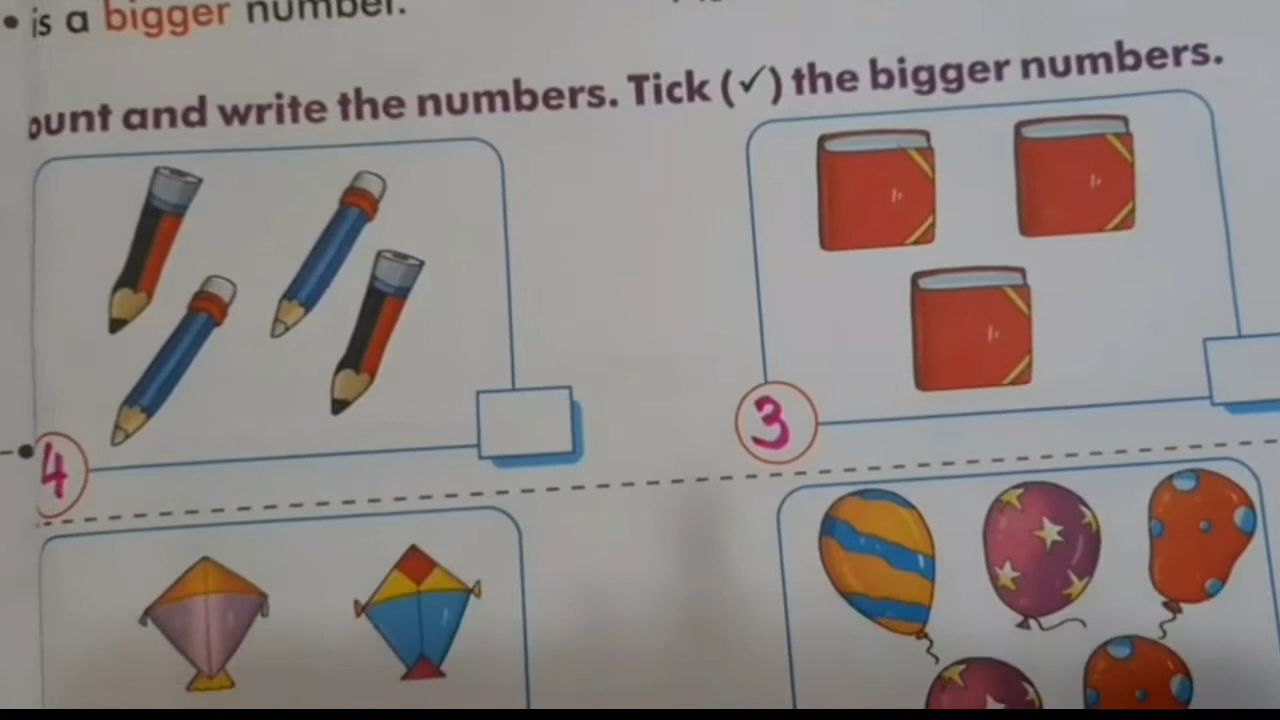 • is a bigger number.
ount and write the numbers. Tick (✓) the bigger numbers.
4
3